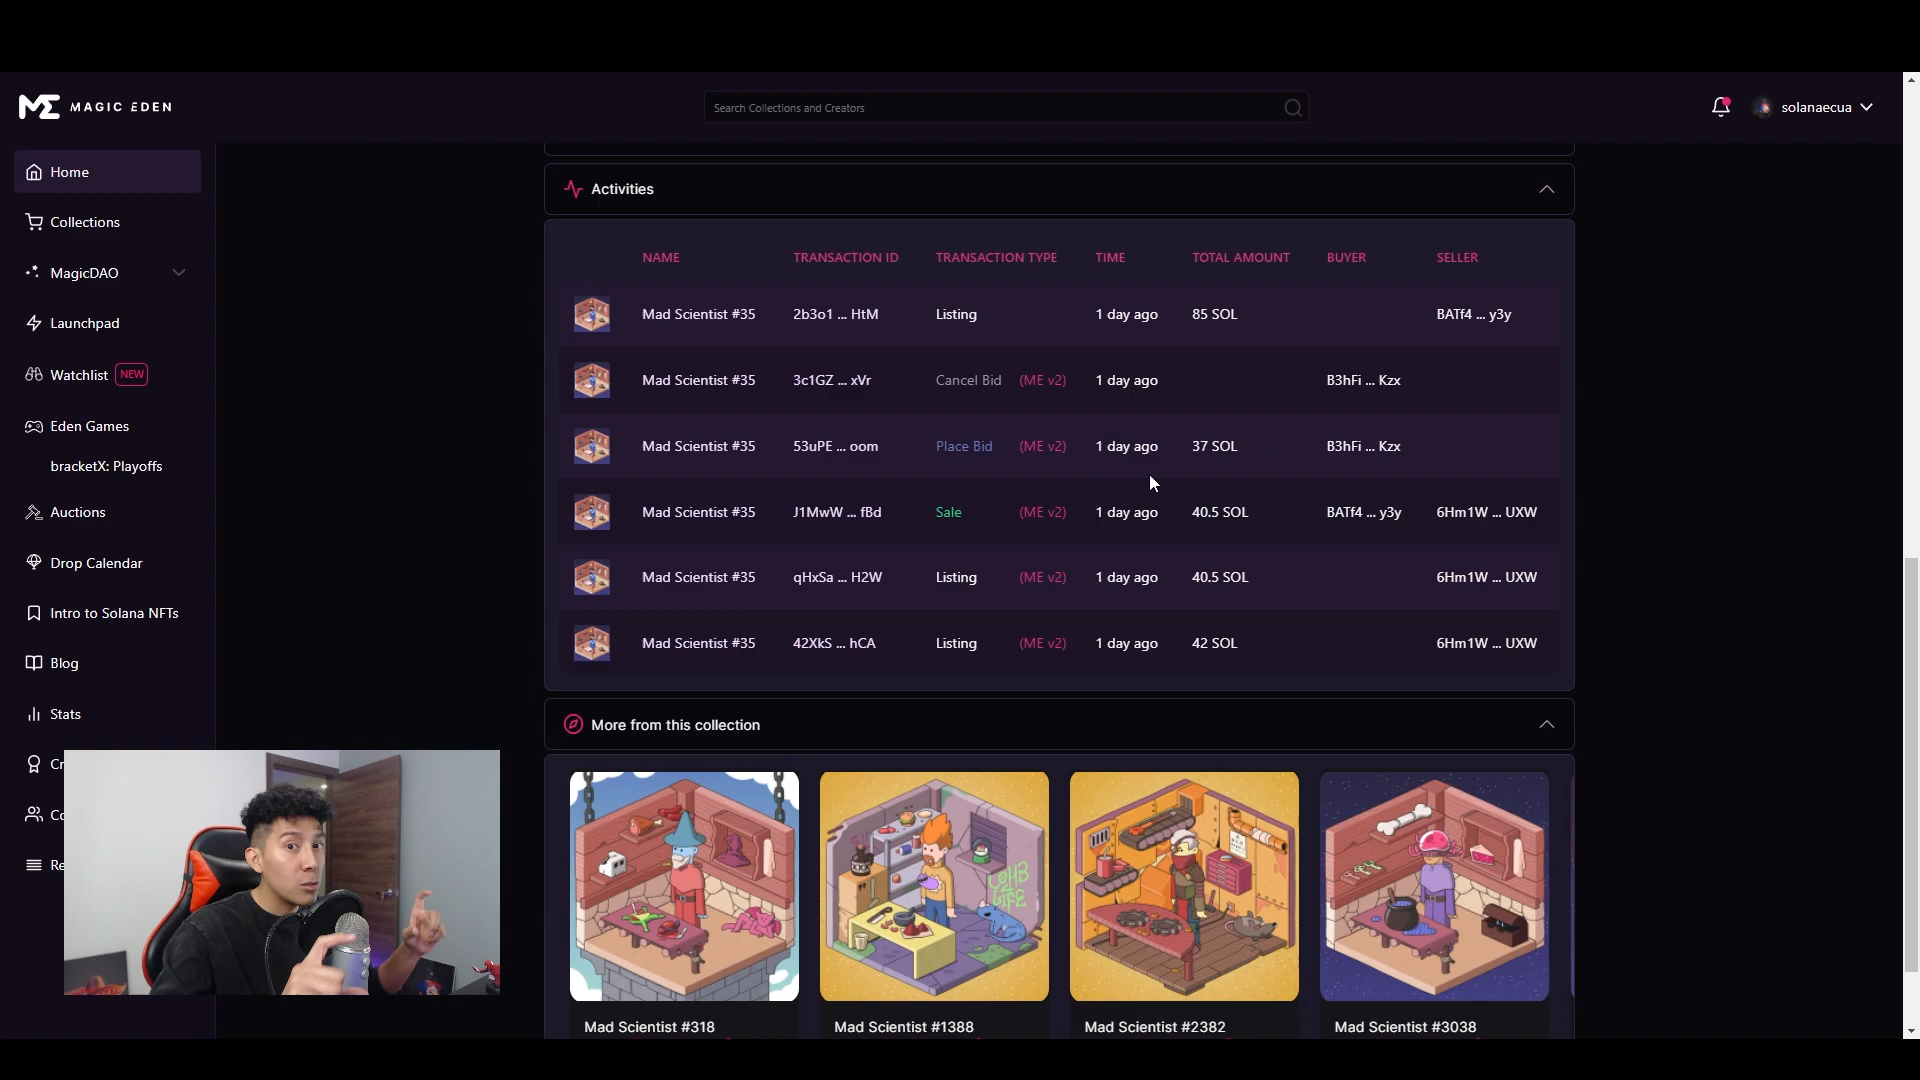 MAGIC EDEN
Search Collections and Creators
solanaecua
Home
Collections
MagicDAO
Launchpad
Watchlist NEW
Eden Games
bracketX: Playoffs
Auctions
Drop Calendar
Intro to Solana NFTs
Blog
Stats
Cr
Co
Re
Activities
NAME TRANSACTION ID TRANSACTION TYPE TIME TOTAL AMOUNT BUYER SELLER
Mad Scientist #35 2b3o1 ... HtM Listing 1 day ago 85 SOL BATf4 ... y3y
Mad Scientist #35 3c1GZ ... xVr Cancel Bid (ME v2) 1 day ago B3hFi ... Kzx
Mad Scientist #35 53uPE ... oom Place Bid (ME v2) 1 day ago 37 SOL B3hFi ... Kzx
Mad Scientist #35 J1MwW ... fBd Sale (ME v2) 1 day ago 40.5 SOL BATf4 ... y3y 6Hm1W ... UXW
Mad Scientist #35 qHxSa ... H2W Listing (ME v2) 1 day ago 40.5 SOL 6Hm1W ... UXW
Mad Scientist #35 42XkS ... hCA Listing (ME v2) 1 day ago 42 SOL 6Hm1W ... UXW
More from this collection
Mad Scientist #318
Mad Scientist #1388
Mad Scientist #2382
Mad Scientist #3038